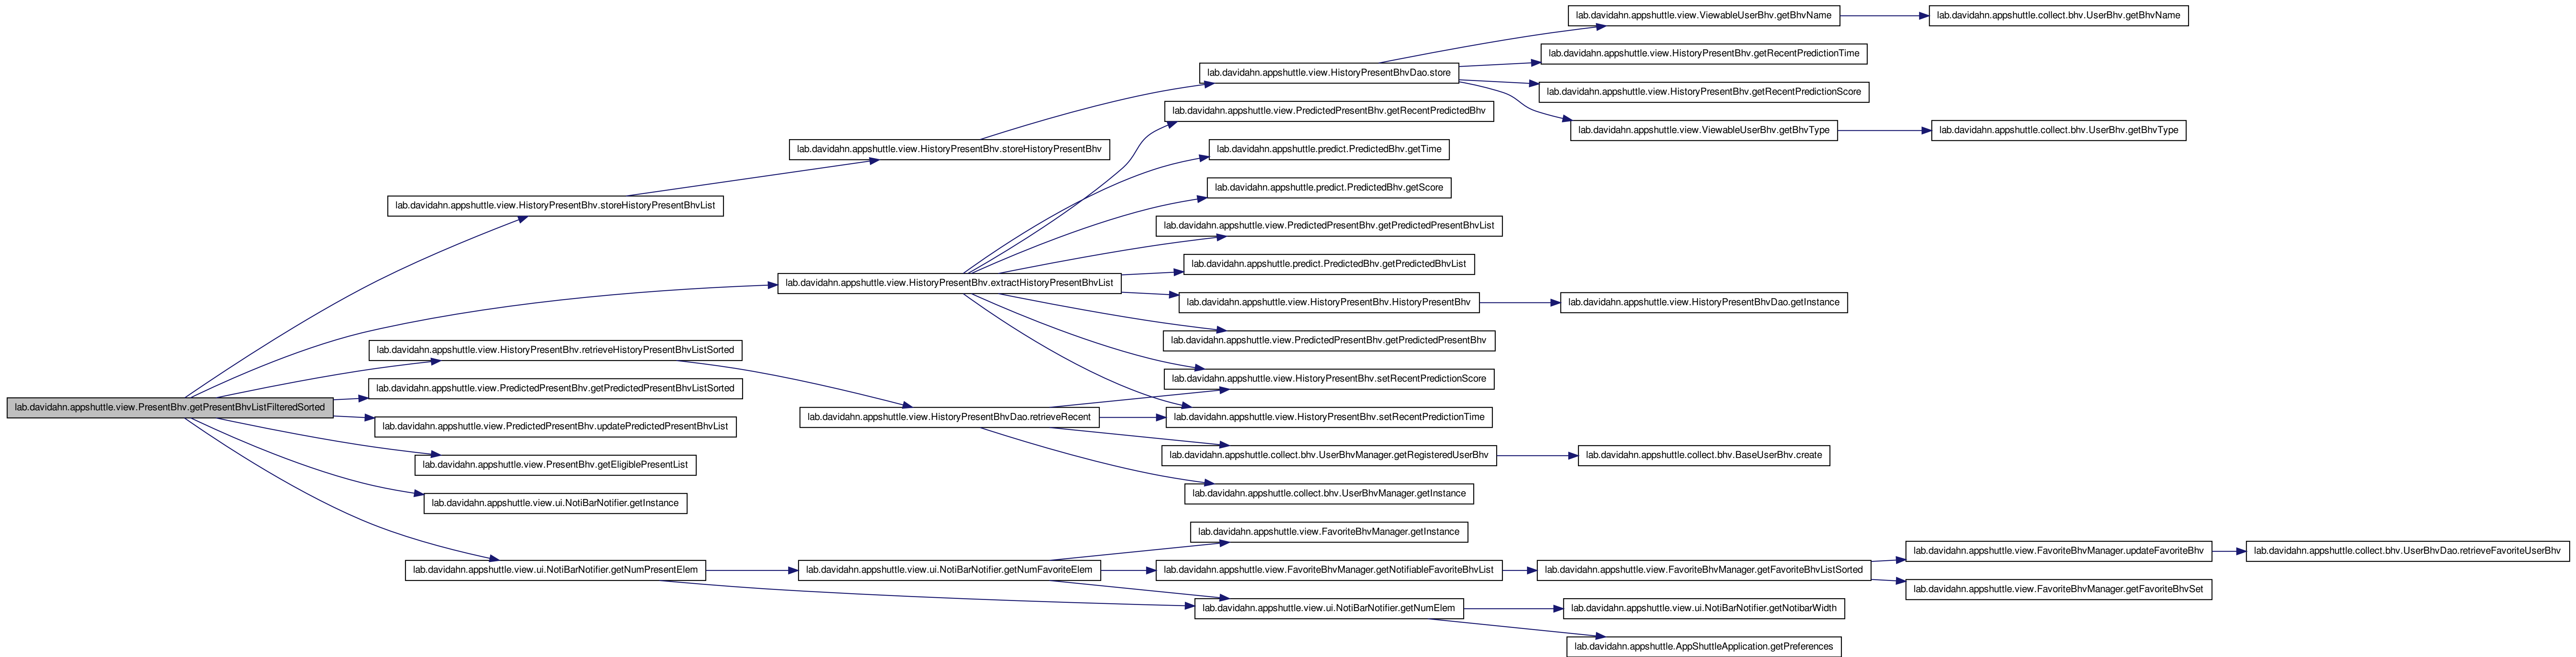 lab.davidahn.appshuttle.view.ViewableUserBhv.getBhvName
lab.davidahn.appshuttle.collect.bhv.UserBhv.getBhvName
lab.davidahn.appshuttle.view.HistoryPresentBhv.getRecentPredictionTime
lab.davidahn.appshuttle.view.HistoryPresentBhvDao.store
lab.davidahn.appshuttle.view.HistoryPresentBhv.getRecentPredictionScore
lab.davidahn.appshuttle.view.PredictedPresentBhv.getRecentPredictedBhv
lab.davidahn.appshuttle.view.ViewableUserBhv.getBhvType
lab.davidahn.appshuttle.collect.bhv.UserBhv.getBhvType
lab.davidahn.appshuttle.view.HistoryPresentBhv.storeHistoryPresentBhv
lab.davidahn.appshuttle.predict.PredictedBhv.getTime
lab.davidahn.appshuttle.predict.PredictedBhv.getScore
lab.davidahn.appshuttle.view.HistoryPresentBhv.storeHistoryPresentBhvList
lab.davidahn.appshuttle.view.PredictedPresentBhv.getPredictedPresentBhvList
lab.davidahn.appshuttle.predict.PredictedBhv.getPredictedBhvList
lab.davidahn.appshuttle.view.HistoryPresentBhv.extractHistoryPresentBhvList
lab.davidahn.appshuttle.view.HistoryPresentBhv.HistoryPresentBhv
lab.davidahn.appshuttle.view.HistoryPresentBhvDao.getInstance
lab.davidahn.appshuttle.view.PredictedPresentBhv.getPredictedPresentBhv
lab.davidahn.appshuttle.view.HistoryPresentBhv.retrieveHistoryPresentBhvListSorted
lab.davidahn.appshuttle.view.HistoryPresentBhv.setRecentPredictionScore
lab.davidahn.appshuttle.view.PredictedPresentBhv.getPredictedPresentBhvListSorted
lab.davidahn.appshuttle.view.PresentBhv.getPresentBhvListFilteredSorted
lab.davidahn.appshuttle.view.HistoryPresentBhvDao.retrieveRecent
lab.davidahn.appshuttle.view.HistoryPresentBhv.setRecentPredictionTime
lab.davidahn.appshuttle.view.PredictedPresentBhv.updatePredictedPresentBhvList
lab.davidahn.appshuttle.collect.bhv.UserBhvManager.getRegisteredUserBhv
lab.davidahn.appshuttle.collect.bhv.BaseUserBhv.create
lab.davidahn.appshuttle.view.PresentBhv.getEligiblePresentList
lab.davidahn.appshuttle.collect.bhv.UserBhvManager.getInstance
lab.davidahn.appshuttle.view.ui.NotiBarNotifier.getInstance
lab.davidahn.appshuttle.view.FavoriteBhvManager.getInstance
lab.davidahn.appshuttle.view.FavoriteBhvManager.updateFavoriteBhv
lab.davidahn.appshuttle.collect.bhv.UserBhvDao.retrieveFavoriteUserBhv
lab.davidahn.appshuttle.view.ui.NotiBarNotifier.getNumPresentElem
lab.davidahn.appshuttle.view.ui.NotiBarNotifier.getNumFavoriteElem
lab.davidahn.appshuttle.view.FavoriteBhvManager.getNotifiableFavoriteBhvList
lab.davidahn.appshuttle.view.FavoriteBhvManager.getFavoriteBhvListSorted
lab.davidahn.appshuttle.view.FavoriteBhvManager.getFavoriteBhvSet
lab.davidahn.appshuttle.view.ui.NotiBarNotifier.getNumElem
lab.davidahn.appshuttle.view.ui.NotiBarNotifier.getNotibarWidth
lab.davidahn.appshuttle.AppShuttleApplication.getPreferences